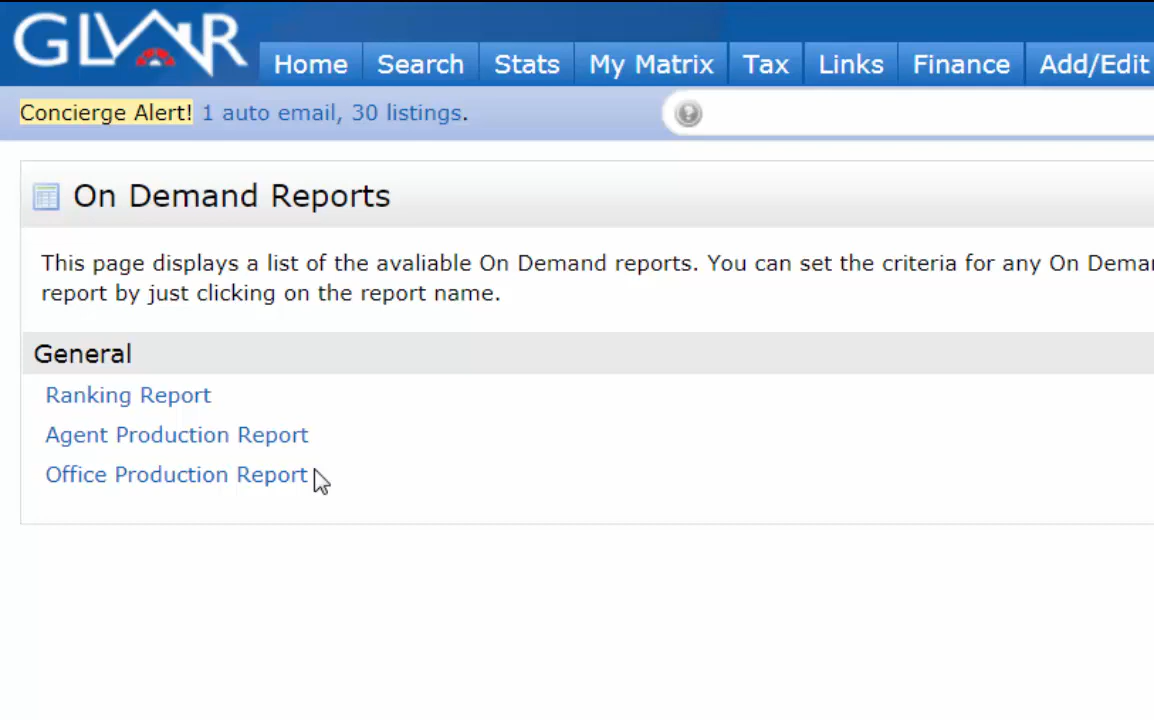 GLVAR
Home Search Stats My Matrix Tax Links Finance Add/Edit
Concierge Alert! 1 auto email, 30 listings.
On Demand Reports
This page displays a list of the avaliable On Demand reports. You can set the criteria for any On Demar
report by just clicking on the report name.
General
Ranking Report
Agent Production Report
Office Production Report